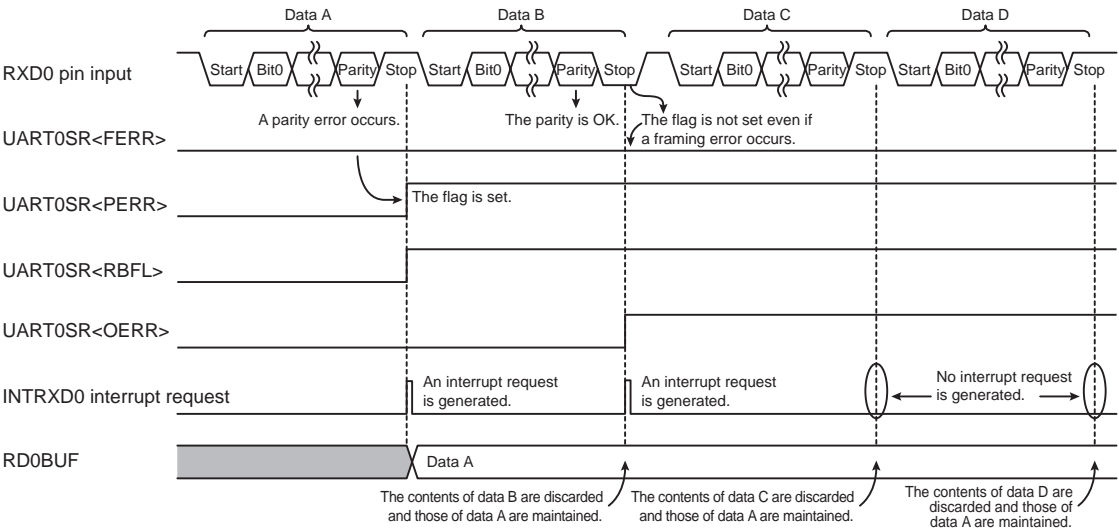 Data A Data B Data C Data D
RXD0 pin input Start Bit0 Parity Stop Start Bit0 Parity Stop Start Bit0 Parity Stop Start Bit0 Parity Stop
A parity error occurs. The parity is OK. The flag is not set even if
a framing error occurs.
UART0SR<FERR>
UART0SR<PERR> The flag is set.
UART0SR<RBFL>
UART0SR<OERR>
INTRXD0 interrupt request
An interrupt request
is generated.
An interrupt request
is generated.
No interrupt request
is generated.
RD0BUF Data A
The contents of data B are discarded
and those of data A are maintained.
The contents of data C are discarded
and those of data A are maintained.
The contents of data D are
discarded and those of
data A are maintained.